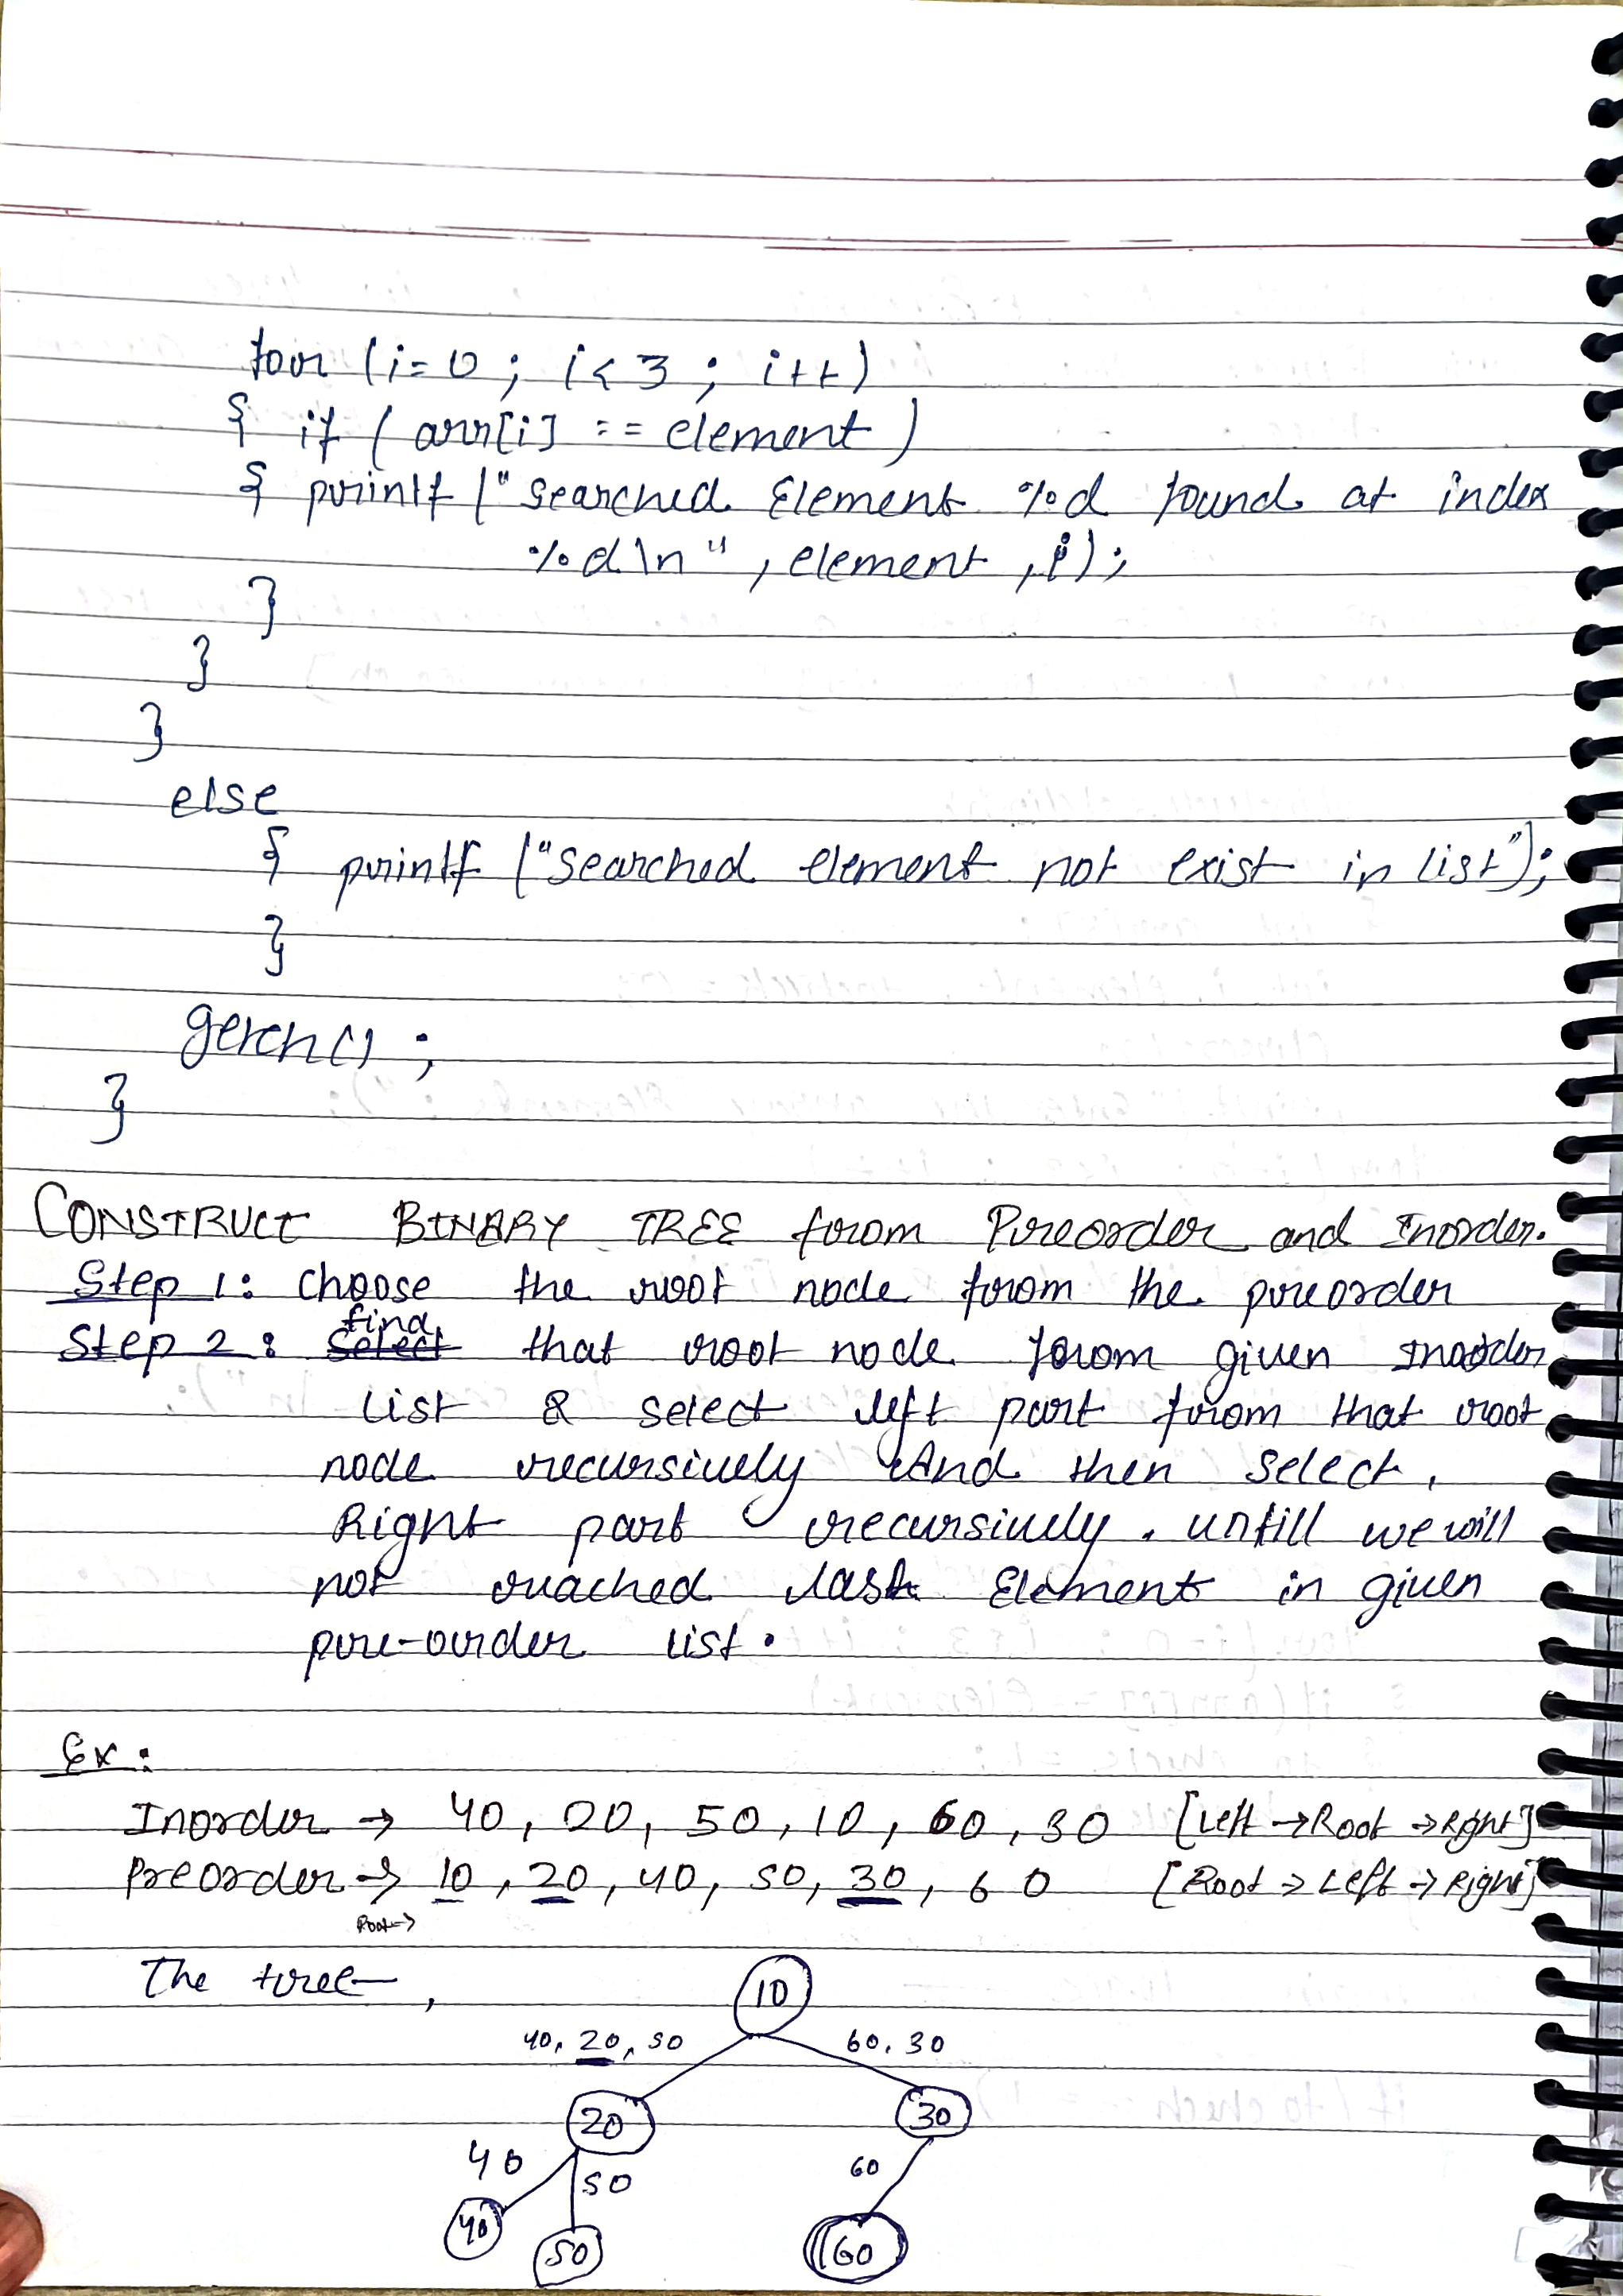 for (i=0 ; i<3 ; i++)
{ if ( arr[i] == element )
{ printf ("Searched Element %d found at index
%d\n" , element , i);
}
}
}
else
{ printf ("Searched element not exist in list");
}
getch() ;
}
CONSTRUCT BINARY TREE from Preorder and Inorder.
Step 1: Choose the root node from the preorder
Step 2: find that root node from given Inorder
List & select left part from that root
node recursively And then select
Right part recursively. untill we will
not reached last Element in given
pre-order list.
Ex:
Inorder → 40, 20, 50, 10, 60, 30 [Left → Root → Right]
Preorder → 10, 20, 40, 50, 30, 60 [Root → Left → Right]
Root→
The tree,
10
40, 20, 50 60, 30
20 30
40 50 60
40 50 60